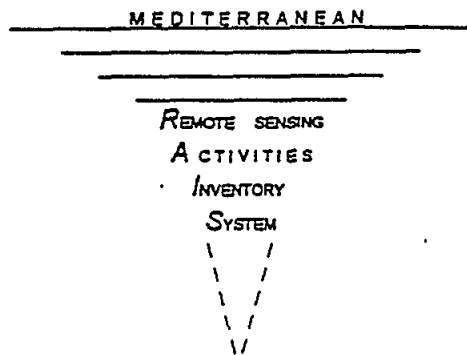 MEDITERRANEAN
REMOTE SENSING
ACTIVITIES
INVENTORY
SYSTEM